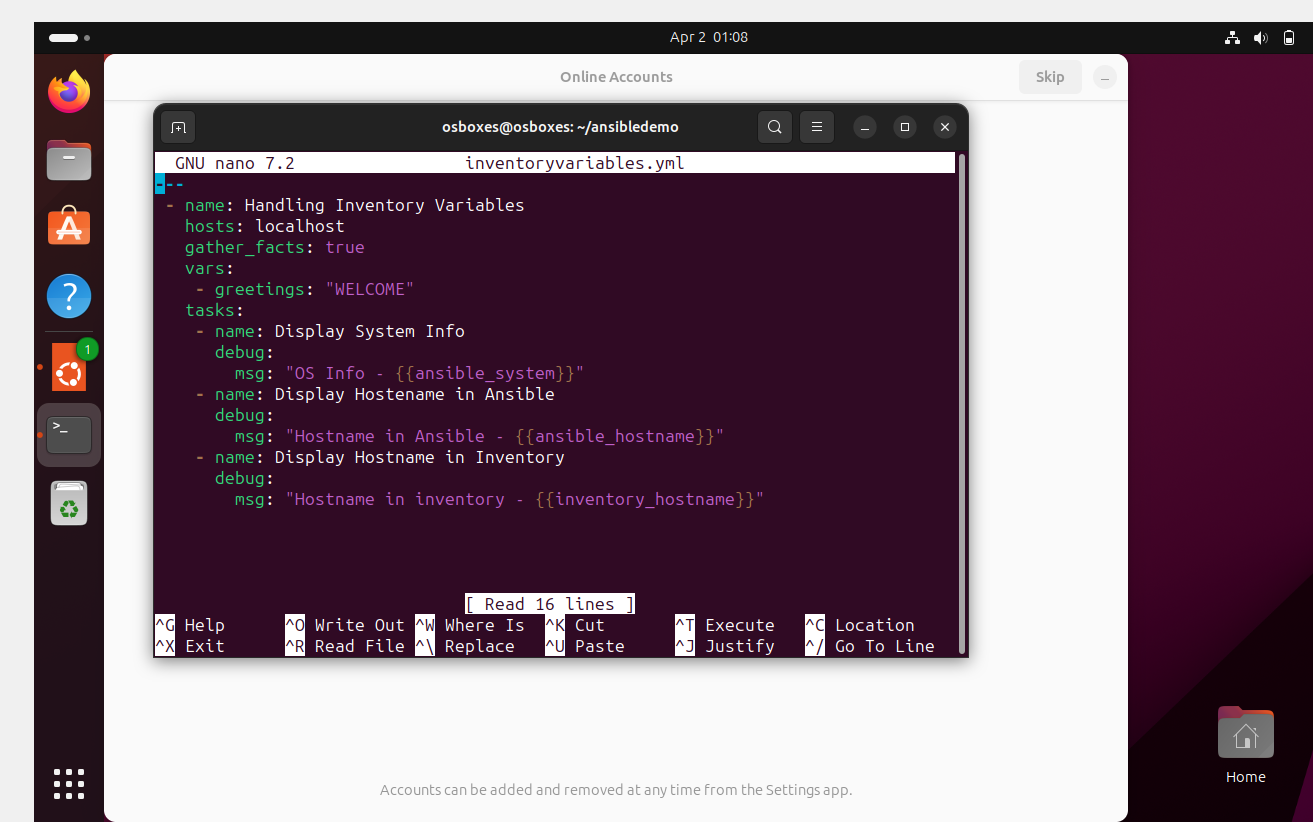 Apr 2 01:08
Online Accounts
Skip
osboxes@osboxes: ~/ansibledemo
GNU nano 7.2 inventoryvariables.yml
---
- name: Handling Inventory Variables
hosts: localhost
gather_facts: true
vars:
- greetings: "WELCOME"
tasks:
- name: Display System Info
debug:
msg: "OS Info - {{ansible_system}}"
- name: Display Hostename in Ansible
debug:
msg: "Hostname in Ansible - {{ansible_hostname}}"
- name: Display Hostname in Inventory
debug:
msg: "Hostname in inventory - {{inventory_hostname}}"
[ Read 16 lines ]
^G Help ^O Write Out ^W Where Is ^K Cut ^T Execute ^C Location
^X Exit ^R Read File ^\ Replace ^U Paste ^J Justify ^/ Go To Line
1
>_
Home
Accounts can be added and removed at any time from the Settings app.